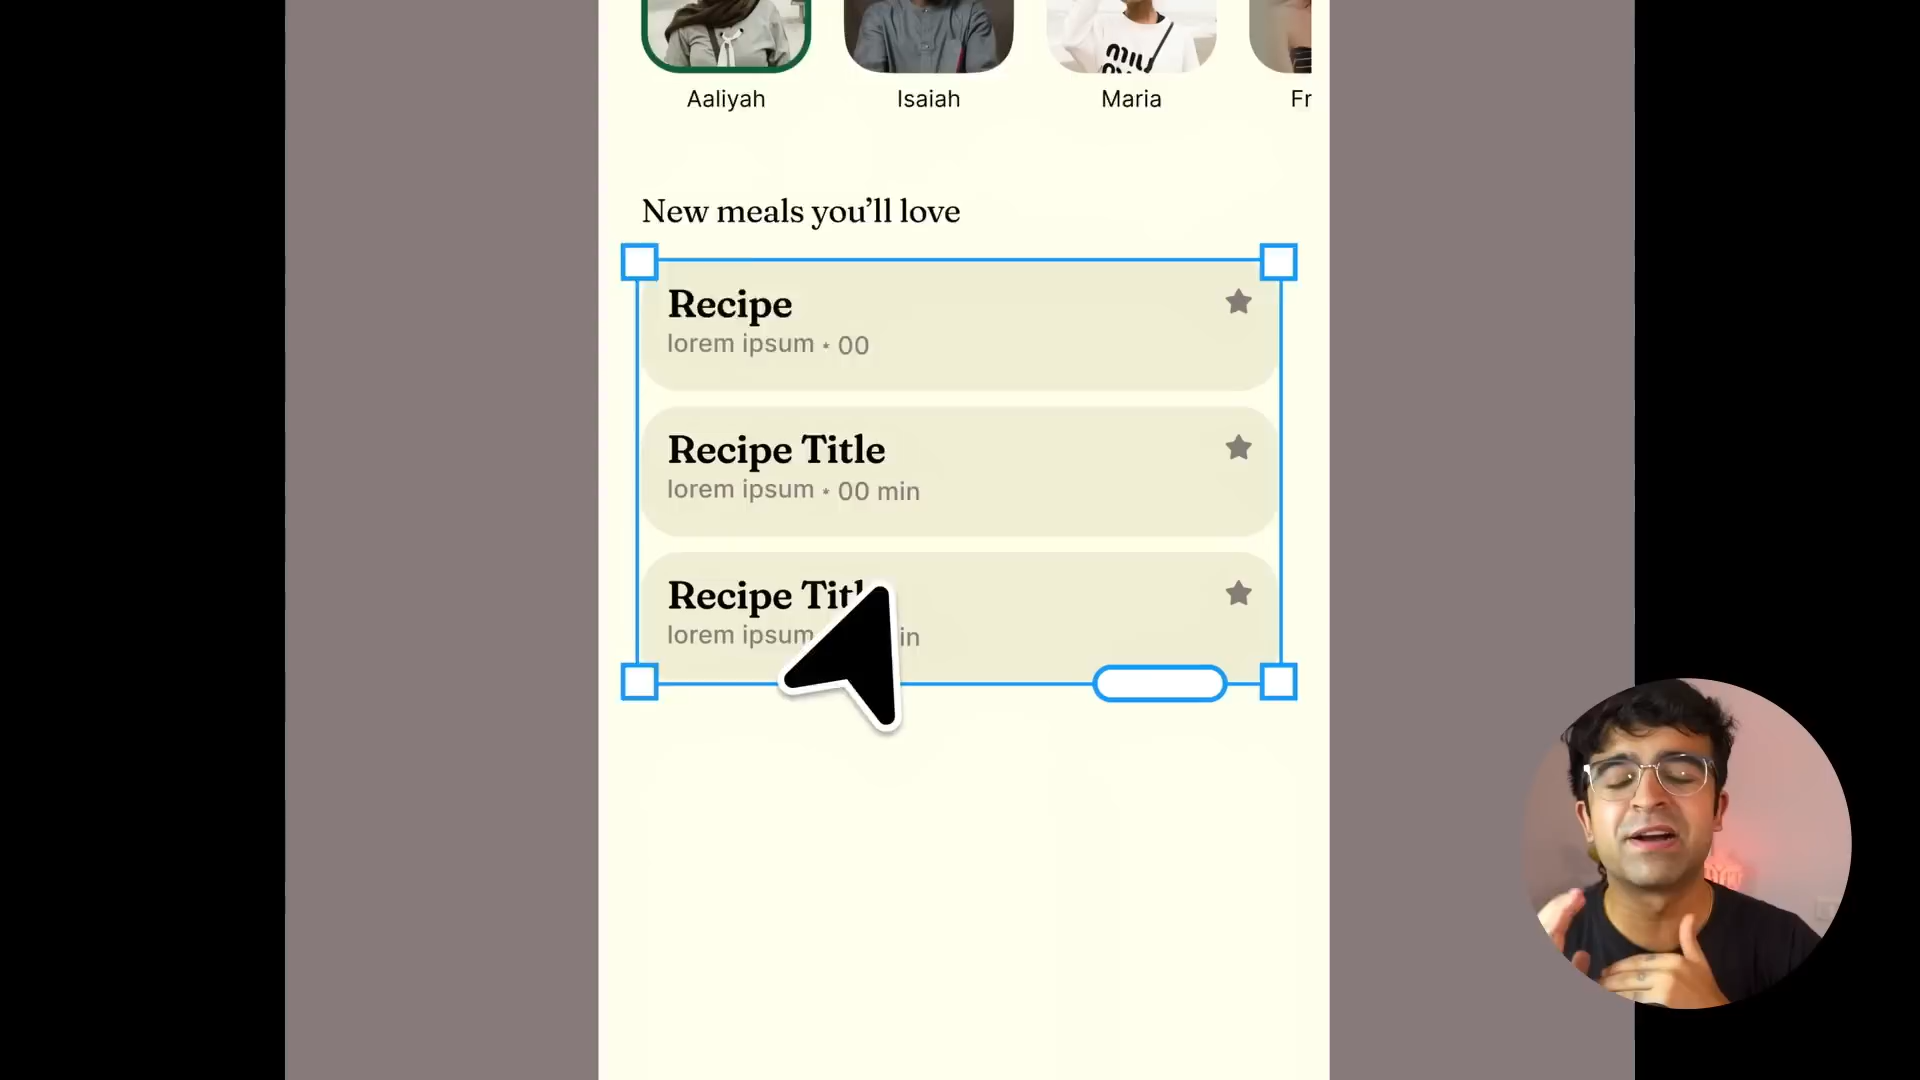 Aaliyah Isaiah Maria Fr
New meals you'll love
Recipe
lorem ipsum • 00
Recipe Title
lorem ipsum • 00 min
Recipe
lorem ipsum